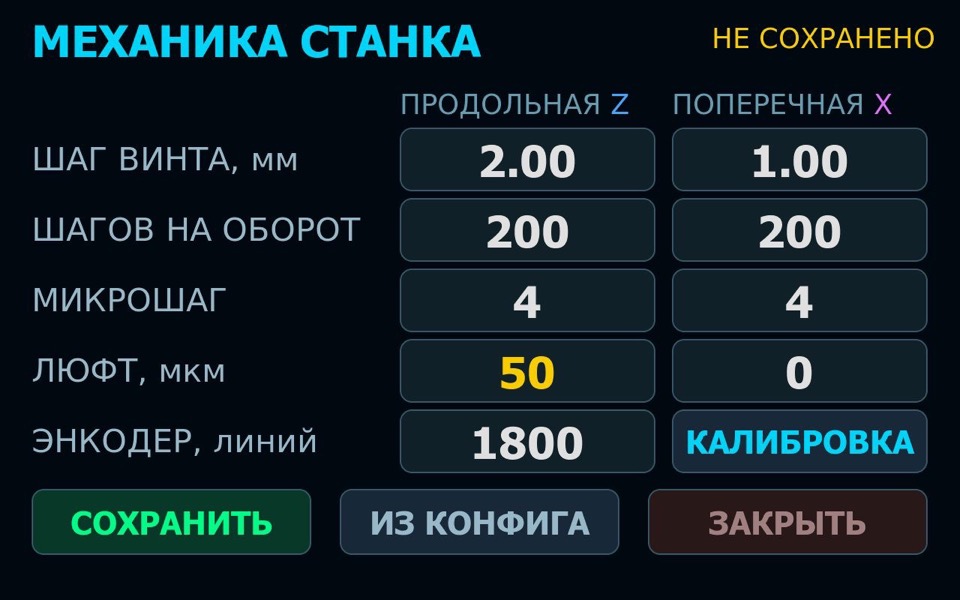 МЕХАНИКА СТАНКА НЕ СОХРАНЕНО
ПРОДОЛЬНАЯ Z ПОПЕРЕЧНАЯ X
ШАГ ВИНТА, мм 2.00 1.00
ШАГОВ НА ОБОРОТ 200 200
МИКРОШАГ 4 4
ЛЮФТ, мкм 50 0
ЭНКОДЕР, линий 1800 КАЛИБРОВКА
СОХРАНИТЬ ИЗ КОНФИГА ЗАКРЫТЬ